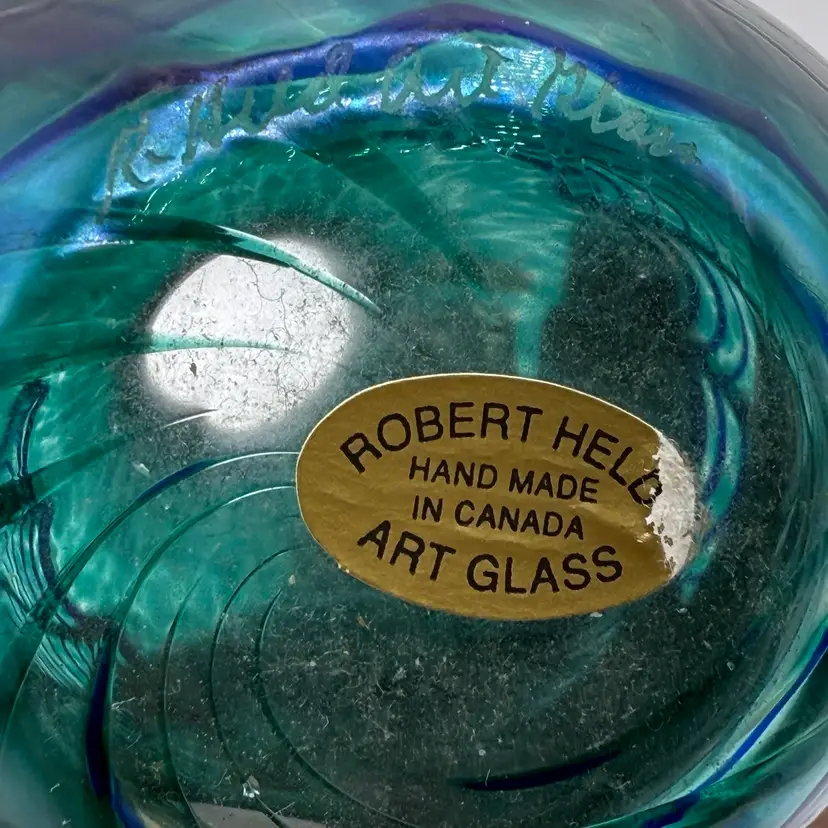 R. Held Art Glass
ROBERT HELD
HAND MADE
IN CANADA
ART GLASS